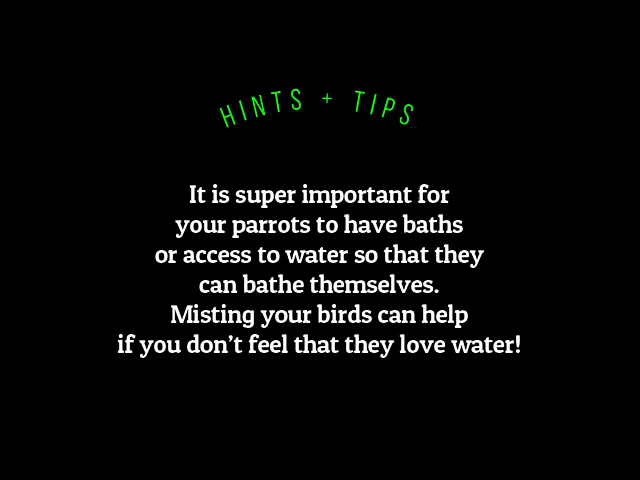 HINTS + TIPS
It is super important for
your parrots to have baths
or access to water so that they
can bathe themselves.
Misting your birds can help
if you don’t feel that they love water!